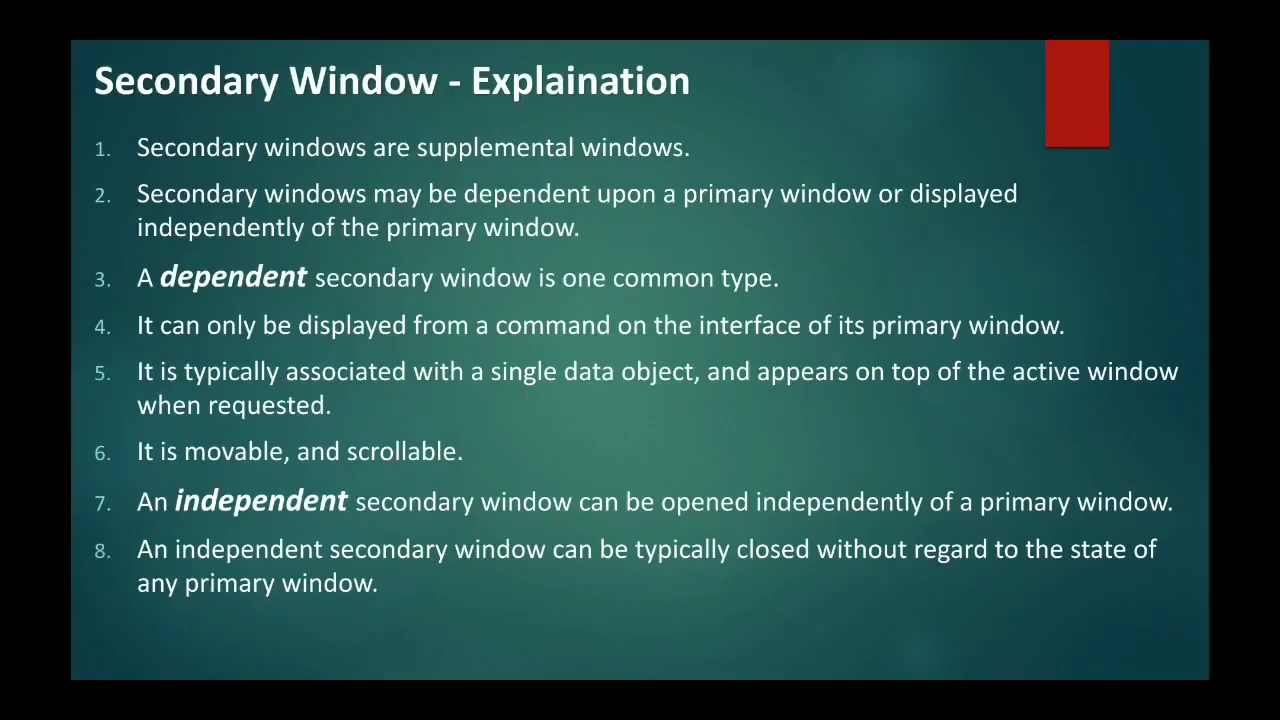 Secondary Window - Explaination
1. Secondary windows are supplemental windows.
2. Secondary windows may be dependent upon a primary window or displayed
independently of the primary window.
3. A dependent secondary window is one common type.
4. It can only be displayed from a command on the interface of its primary window.
5. It is typically associated with a single data object, and appears on top of the active window
when requested.
6. It is movable, and scrollable.
7. An independent secondary window can be opened independently of a primary window.
8. An independent secondary window can be typically closed without regard to the state of
any primary window.